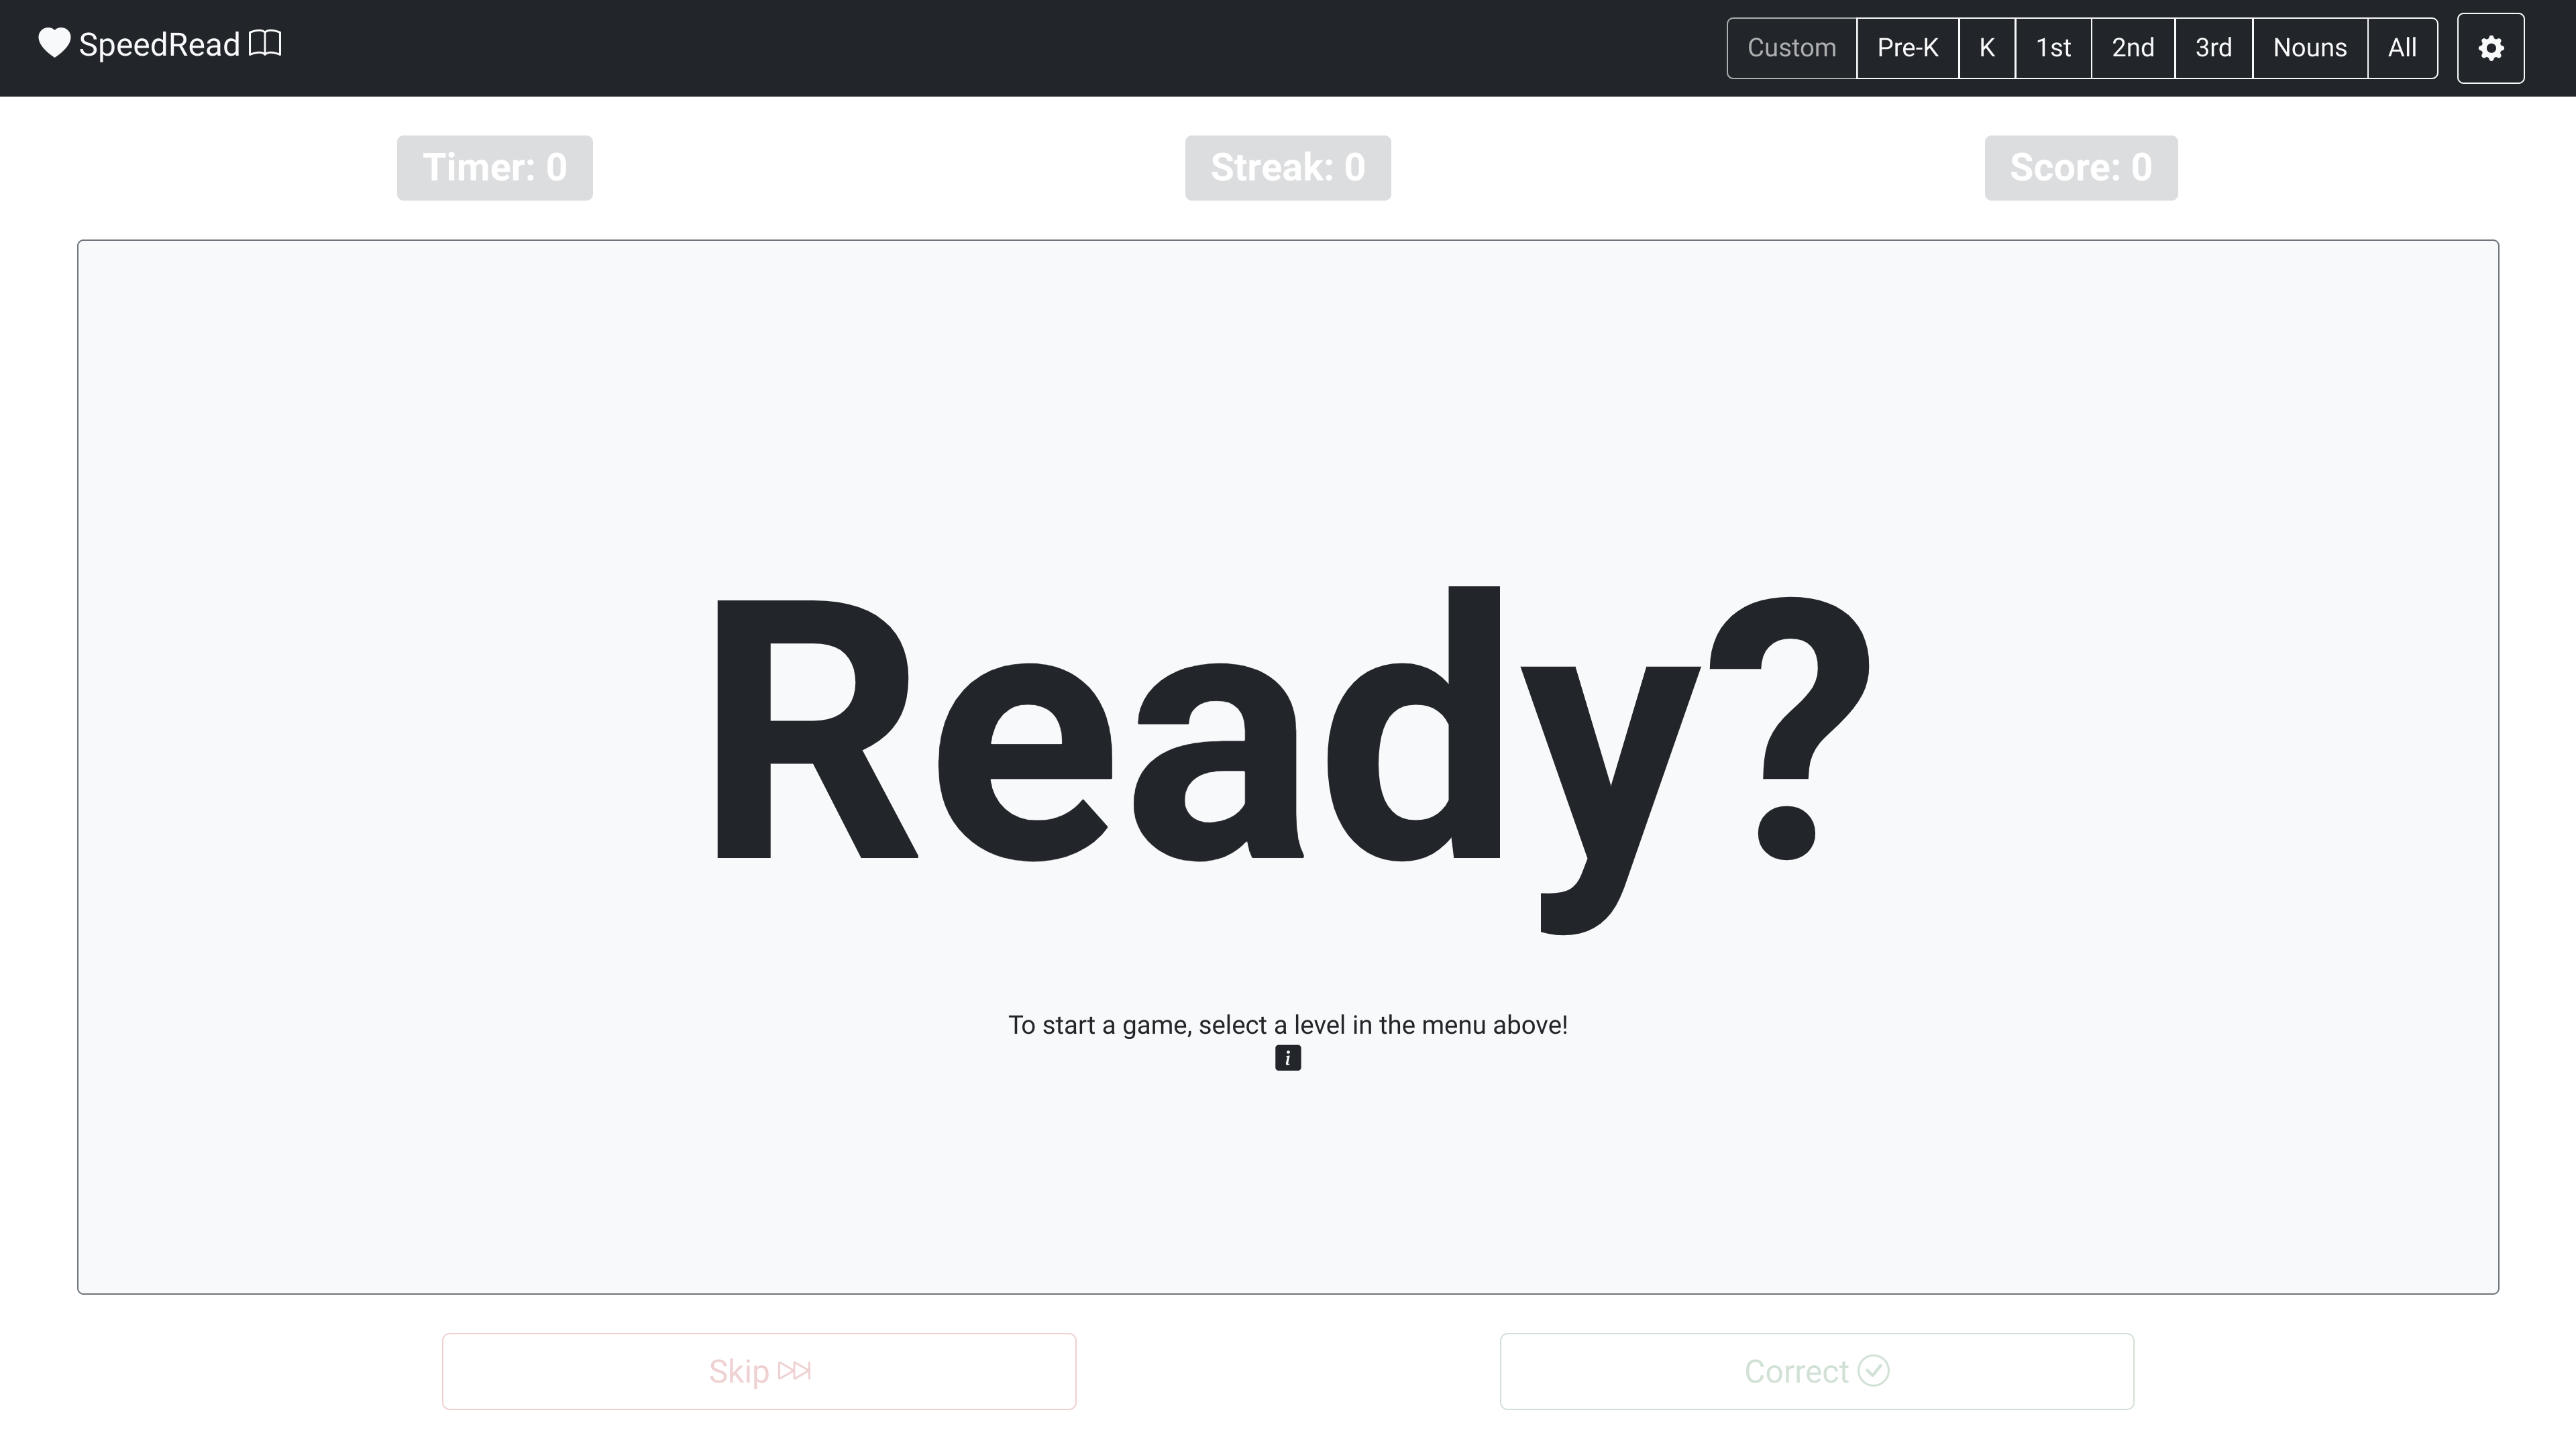 SpeedRead
Custom Pre-K K 1st 2nd 3rd Nouns All
Timer: 0 Streak: 0 Score: 0
Ready?
To start a game, select a level in the menu above!
i
Skip Correct